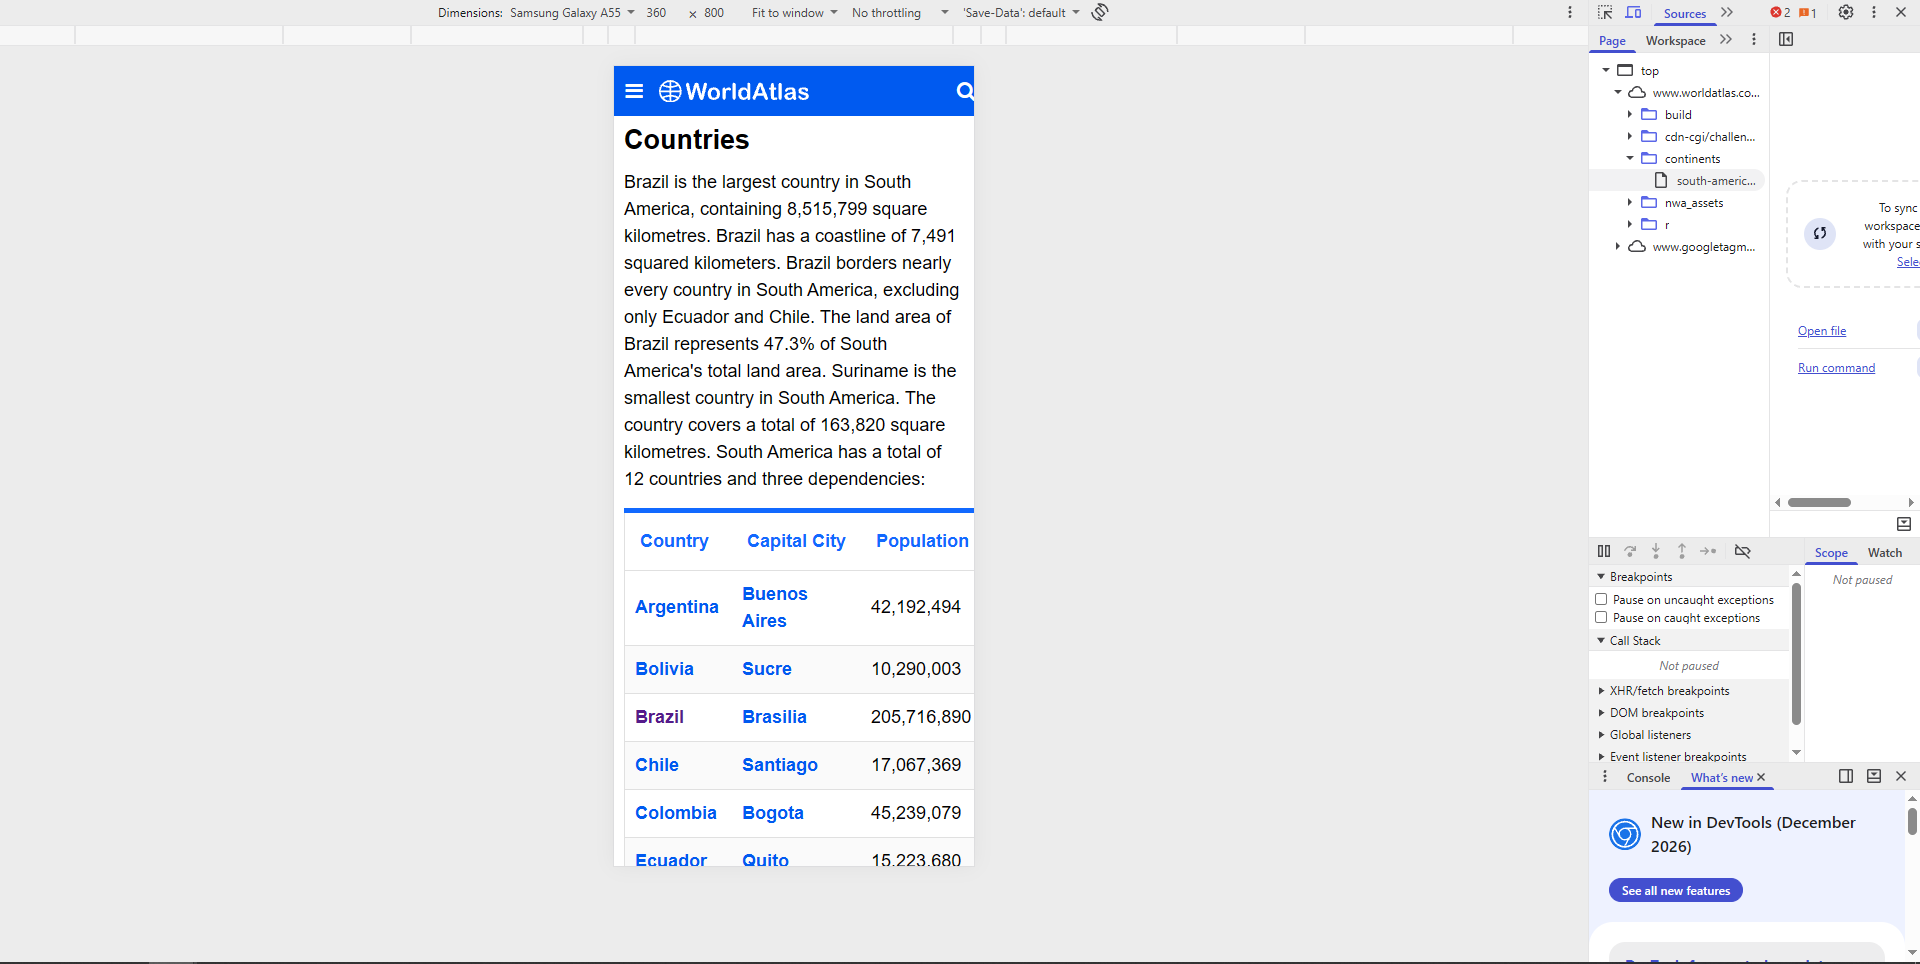 Dimensions: Samsung Galaxy A55 360 × 800 Fit to window No throttling 'Save-Data': default
Sources 2 1
Page Workspace
top
www.worldatlas.co...
build
cdn-cgi/challen...
continents
south-americ...
nwa_assets
r
www.googletagm...
To sync
workspace
with your s
Sele
Open file
Run command
WorldAtlas
Countries
Brazil is the largest country in South
America, containing 8,515,799 square
kilometres. Brazil has a coastline of 7,491
squared kilometers. Brazil borders nearly
every country in South America, excluding
only Ecuador and Chile. The land area of
Brazil represents 47.3% of South
America's total land area. Suriname is the
smallest country in South America. The
country covers a total of 163,820 square
kilometres. South America has a total of
12 countries and three dependencies:
Country Capital City Population
Argentina Buenos Aires 42,192,494
Bolivia Sucre 10,290,003
Brazil Brasilia 205,716,890
Chile Santiago 17,067,369
Colombia Bogota 45,239,079
Ecuador Quito 15,223,680
Scope Watch
Breakpoints
Not paused
Pause on uncaught exceptions
Pause on caught exceptions
Call Stack
Not paused
XHR/fetch breakpoints
DOM breakpoints
Global listeners
Event listener breakpoints
Console What's new
New in DevTools (December
2026)
See all new features